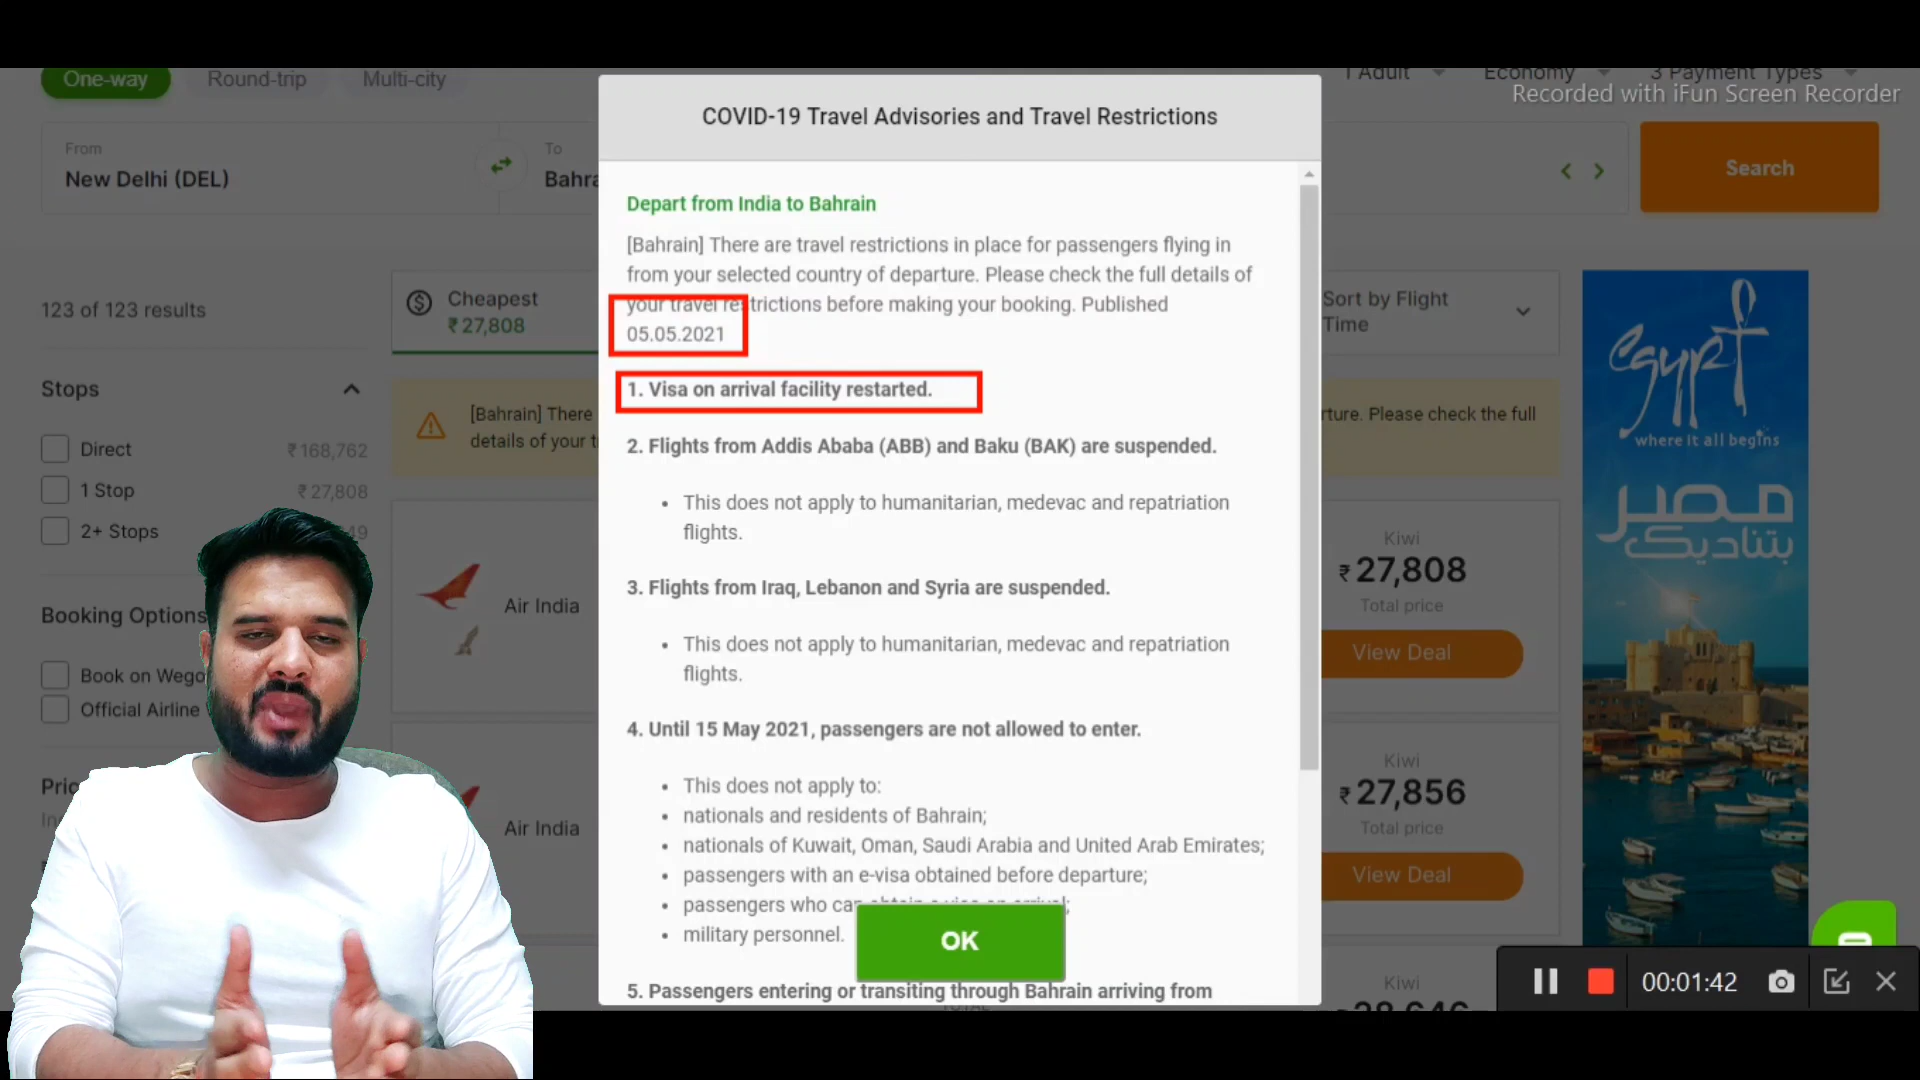 One-way
Round-trip
Multi-city
1 Adult
Economy
3 Payment Types
Recorded with iFun Screen Recorder
From
New Delhi (DEL)
To
Search
123 of 123 results
Cheapest
₹ 27,808
Sort by Flight
Time
Stops
Direct
₹ 168,762
1 Stop
₹ 27,808
2+ Stops
[Bahrain] There
details of your
rture. Please check the full
Booking Options
Book on Wego
Official Airline
Air India
Air India
COVID-19 Travel Advisories and Travel Restrictions
Depart from India to Bahrain
[Bahrain] There are travel restrictions in place for passengers flying in
from your selected country of departure. Please check the full details of
your travel restrictions before making your booking. Published
05.05.2021
1. Visa on arrival facility restarted.
2. Flights from Addis Ababa (ABB) and Baku (BAK) are suspended.
• This does not apply to humanitarian, medevac and repatriation
flights.
3. Flights from Iraq, Lebanon and Syria are suspended.
• This does not apply to humanitarian, medevac and repatriation
flights.
4. Until 15 May 2021, passengers are not allowed to enter.
• This does not apply to:
• nationals and residents of Bahrain;
• nationals of Kuwait, Oman, Saudi Arabia and United Arab Emirates;
• passengers with an e-visa obtained before departure;
• passengers who can obtain a visa on arrival;
• military personnel.
OK
5. Passengers entering or transiting through Bahrain arriving from
Kiwi
₹ 27,808
Total price
View Deal
Kiwi
₹ 27,856
Total price
View Deal
Kiwi
egypt
where it all begins
مصر
بتناديك
00:01:42